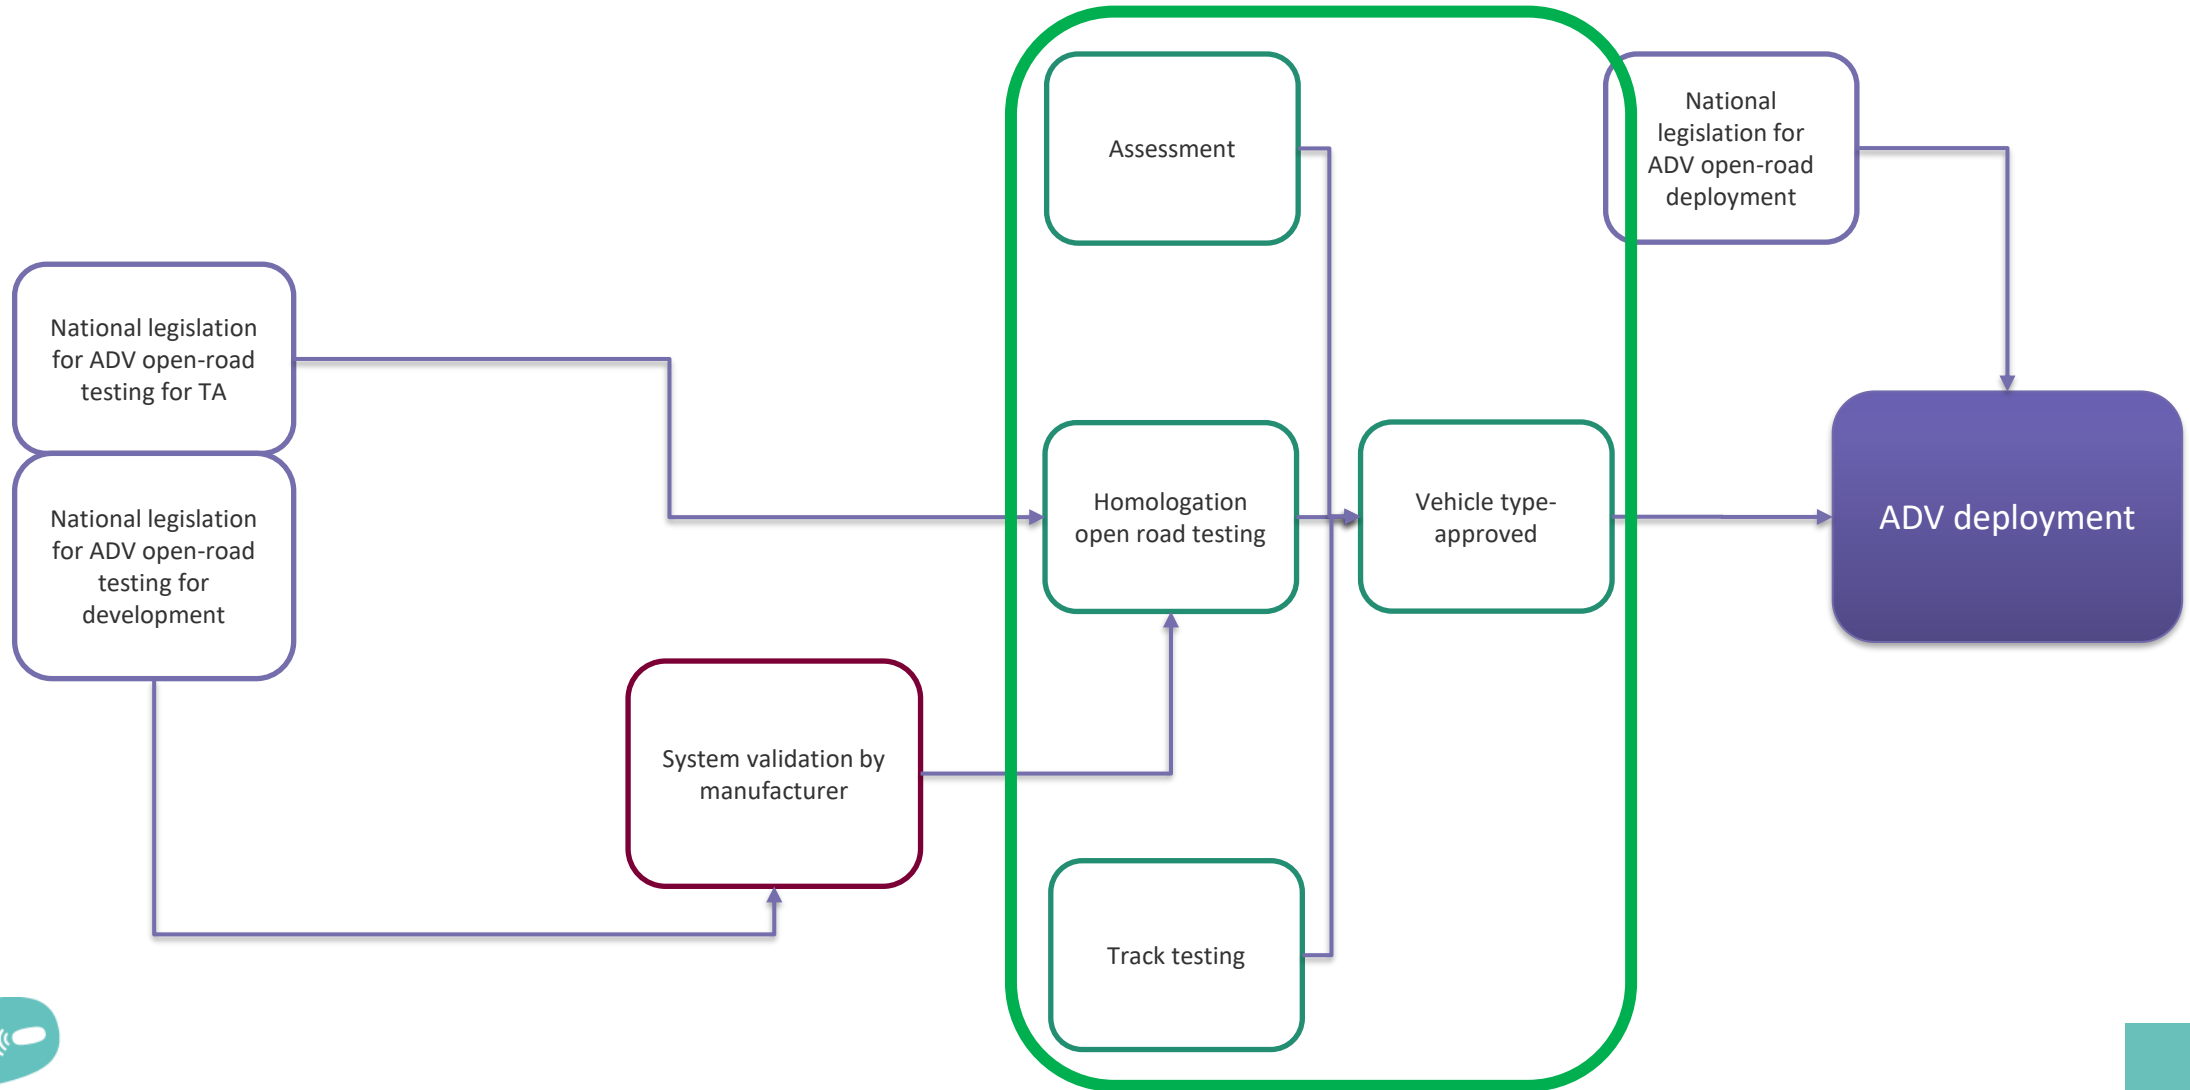 National legislation
for ADV open-road
testing for TA
National legislation
for ADV open-road
testing for
development
System validation by
manufacturer
Assessment
Homologation
open road testing
Track testing
Vehicle type-
approved
National
legislation for
ADV open-road
deployment
ADV deployment